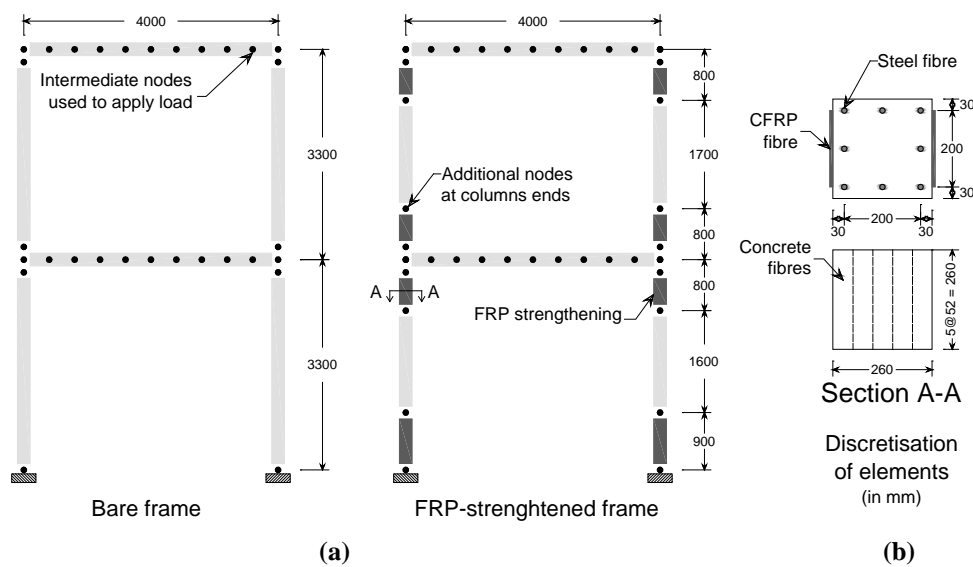 4000
Intermediate nodes
used to apply load
3300
3300
Bare frame
4000
800
1700
Additional nodes
at columns ends
800
A
A
800
FRP strengthening
1600
900
FRP-strenghtened frame
(a)
Steel fibre
CFRP
fibre
30
200
30
30
200
30
Concrete
fibres
5@52 = 260
260
Section A-A
Discretisation
of elements
(in mm)
(b)